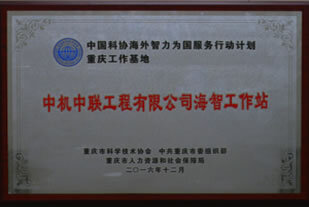 中国科协海外智力为国服务行动计划
重庆工作基地
中机中联工程有限公司海智工作站
重庆市科学技术协会 中共重庆市委组织部
重庆市人力资源和社会保障局
二〇一六年十二月